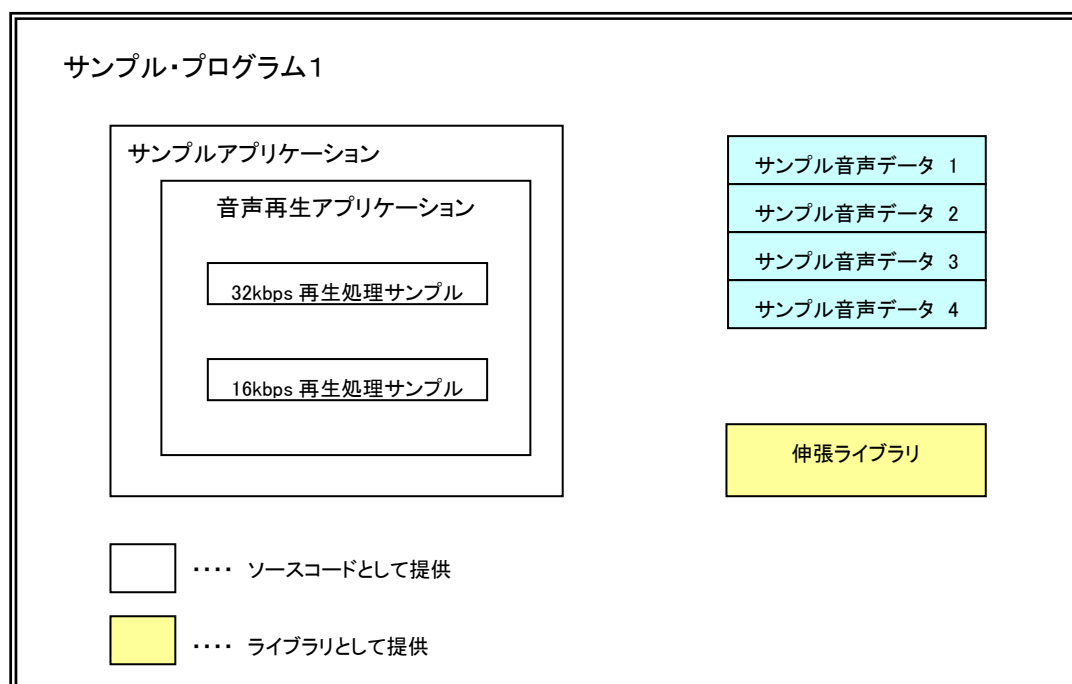 サンプル・プログラム１
サンプルアプリケーション
音声再生アプリケーション
32kbps 再生処理サンプル
16kbps 再生処理サンプル
サンプル音声データ 1
サンプル音声データ 2
サンプル音声データ 3
サンプル音声データ 4
伸張ライブラリ
・・・・ ソースコードとして提供
・・・・ ライブラリとして提供